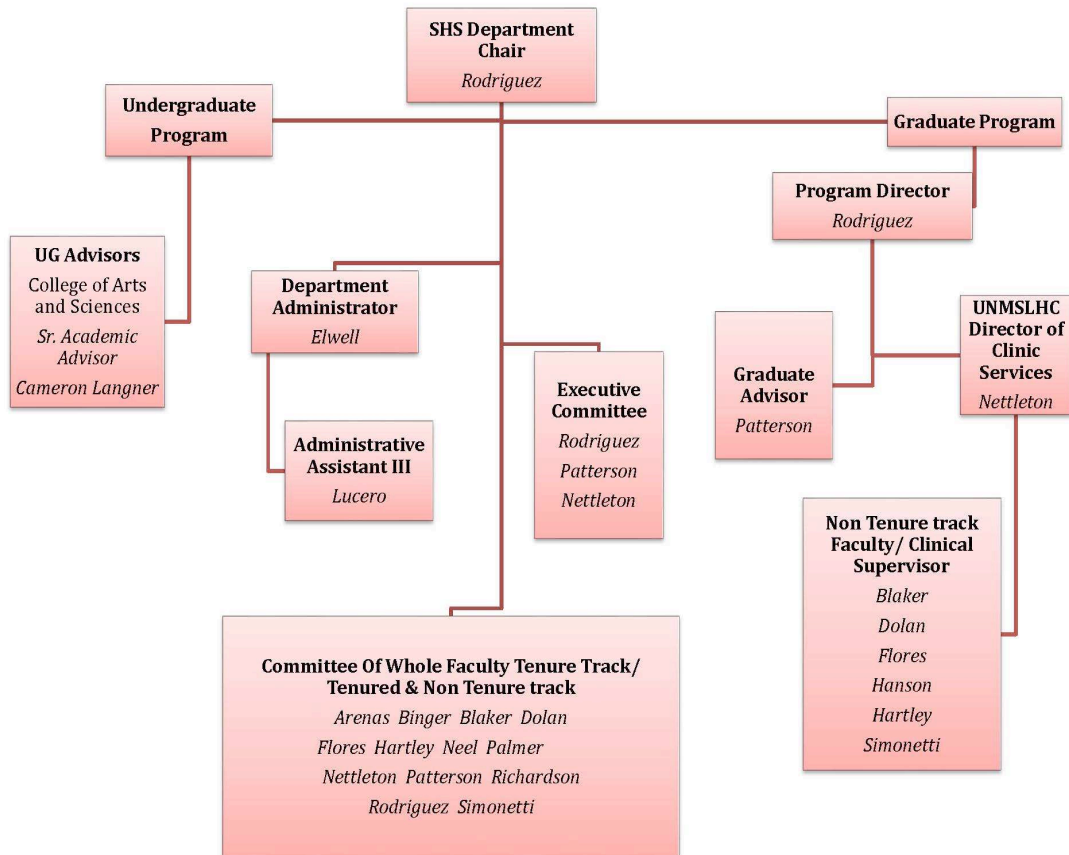 SHS Department
Chair
Rodriguez
Undergraduate
Program
Graduate Program
Program Director
Rodriguez
UG Advisors
College of Arts
and Sciences
Sr. Academic
Advisor
Cameron Langner
Department
Administrator
Elwell
UNMSLHC
Director of
Clinic
Services
Nettleton
Graduate
Advisor
Patterson
Executive
Committee
Rodriguez
Patterson
Nettleton
Administrative
Assistant III
Lucero
Non Tenure track
Faculty/ Clinical
Supervisor
Blaker
Dolan
Flores
Hanson
Hartley
Simonetti
Committee Of Whole Faculty Tenure Track/
Tenured & Non Tenure track
Arenas Binger Blaker Dolan
Flores Hartley Neel Palmer
Nettleton Patterson Richardson
Rodriguez Simonetti